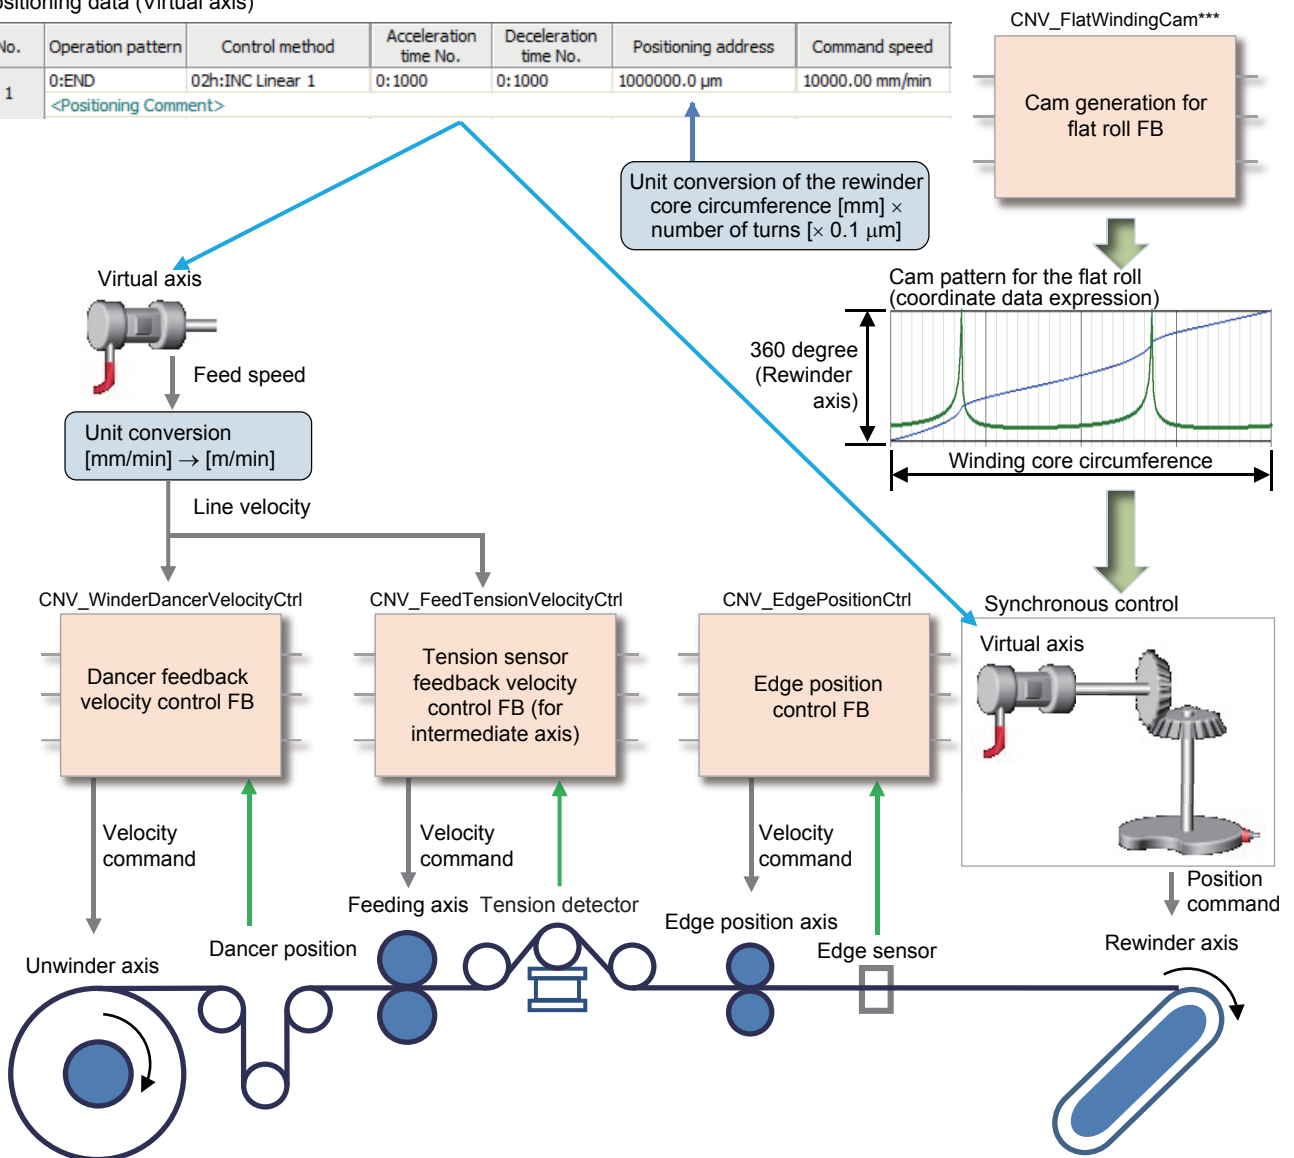 ositioning data (Virtual axis)
No. Operation pattern Control method Acceleration time No. Deceleration time No. Positioning address Command speed
1 0:END 02h:INC Linear 1 0:1000 0:1000 1000000.0 µm 10000.00 mm/min
<Positioning Comment>
CNV_FlatWindingCam***
Cam generation for
flat roll FB
Unit conversion of the rewinder
core circumference [mm] ×
number of turns [× 0.1 µm]
Virtual axis
Feed speed
Unit conversion
[mm/min] → [m/min]
Line velocity
Cam pattern for the flat roll
(coordinate data expression)
360 degree
(Rewinder
axis)
Winding core circumference
CNV_WinderDancerVelocityCtrl
Dancer feedback
velocity control FB
CNV_FeedTensionVelocityCtrl
Tension sensor
feedback velocity
control FB (for
intermediate axis)
CNV_EdgePositionCtrl
Edge position
control FB
Synchronous control
Virtual axis
Velocity
command
Velocity
command
Velocity
command
Position
command
Unwinder axis
Dancer position
Feeding axis
Tension detector
Edge position axis
Edge sensor
Rewinder axis